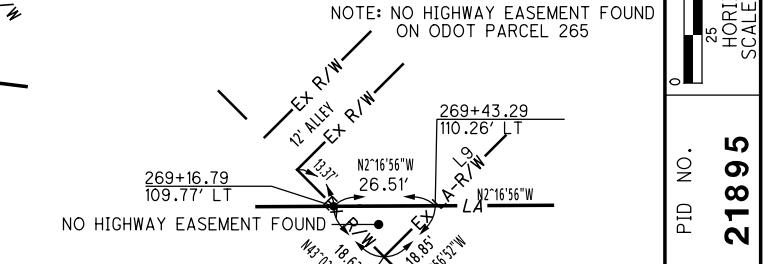 NOTE: NO HIGHWAY EASEMENT FOUND
ON ODOT PARCEL 265
EX R/W
12' ALLEY
EX R/W
269+43.29
110.26' LT
269+16.79
109.77' LT
13.37'
N2~16'56"W
26.51'
L9
LA-R/W
N2~16'56"W
LA
NO HIGHWAY EASEMENT FOUND
EX R/W
EX
18.85'
0
25
HORI
SCALE
PID NO.
21895